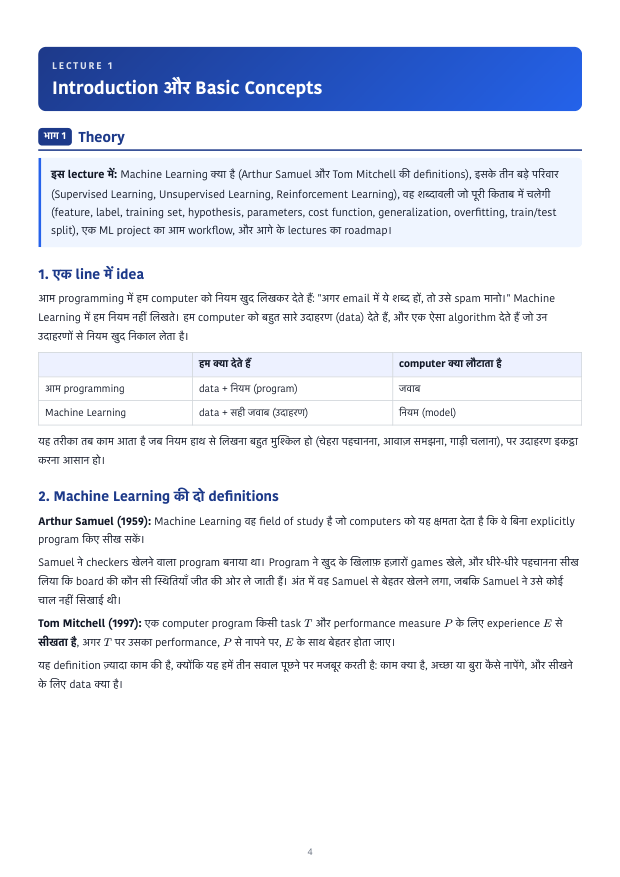 LECTURE 1
Introduction और Basic Concepts
भाग 1 Theory
इस lecture में: Machine Learning क्या है (Arthur Samuel और Tom Mitchell की definitions), इसके तीन बड़े परिवार
(Supervised Learning, Unsupervised Learning, Reinforcement Learning), वह शब्दावली जो पूरी किताब में चलेगी
(feature, label, training set, hypothesis, parameters, cost function, generalization, overfitting, train/test
split), एक ML project का आम workflow, और आगे के lectures का roadmap।
1. एक line में idea
आम programming में हम computer को नियम खुद लिखकर देते हैं: "अगर email में ये शब्द हों, तो उसे spam मानो।" Machine
Learning में हम नियम नहीं लिखते। हम computer को बहुत सारे उदाहरण (data) देते हैं, और एक ऐसा algorithm देते हैं जो उन
उदाहरणों से नियम खुद निकाल लेता है।
हम क्या देते हैं computer क्या लौटाता है
आम programming data + नियम (program) जवाब
Machine Learning data + सही जवाब (उदाहरण) नियम (model)
यह तरीका तब काम आता है जब नियम हाथ से लिखना बहुत मुश्किल हो (चेहरा पहचानना, आवाज़ समझना, गाड़ी चलाना), पर उदाहरण इकट्ठा
करना आसान हो।
2. Machine Learning की दो definitions
Arthur Samuel (1959): Machine Learning वह field of study है जो computers को यह क्षमता देता है कि वे बिना explicitly
program किए सीख सकें।
Samuel ने checkers खेलने वाला program बनाया था। Program ने खुद के खिलाफ़ हज़ारों games खेले, और धीरे-धीरे पहचानना सीख
लिया कि board की कौन सी स्थितियाँ जीत की ओर ले जाती हैं। अंत में वह Samuel से बेहतर खेलने लगा, जबकि Samuel ने उसे कोई
चाल नहीं सिखाई थी।
Tom Mitchell (1997): एक computer program किसी task T और performance measure P के लिए experience E से
सीखता है, अगर T पर उसका performance, P से नापने पर, E के साथ बेहतर होता जाए।
यह definition ज़्यादा काम की है, क्योंकि यह हमें तीन सवाल पूछने पर मजबूर करती है: काम क्या है, अच्छा या बुरा कैसे नापेंगे, और सीखने
के लिए data क्या है।
4